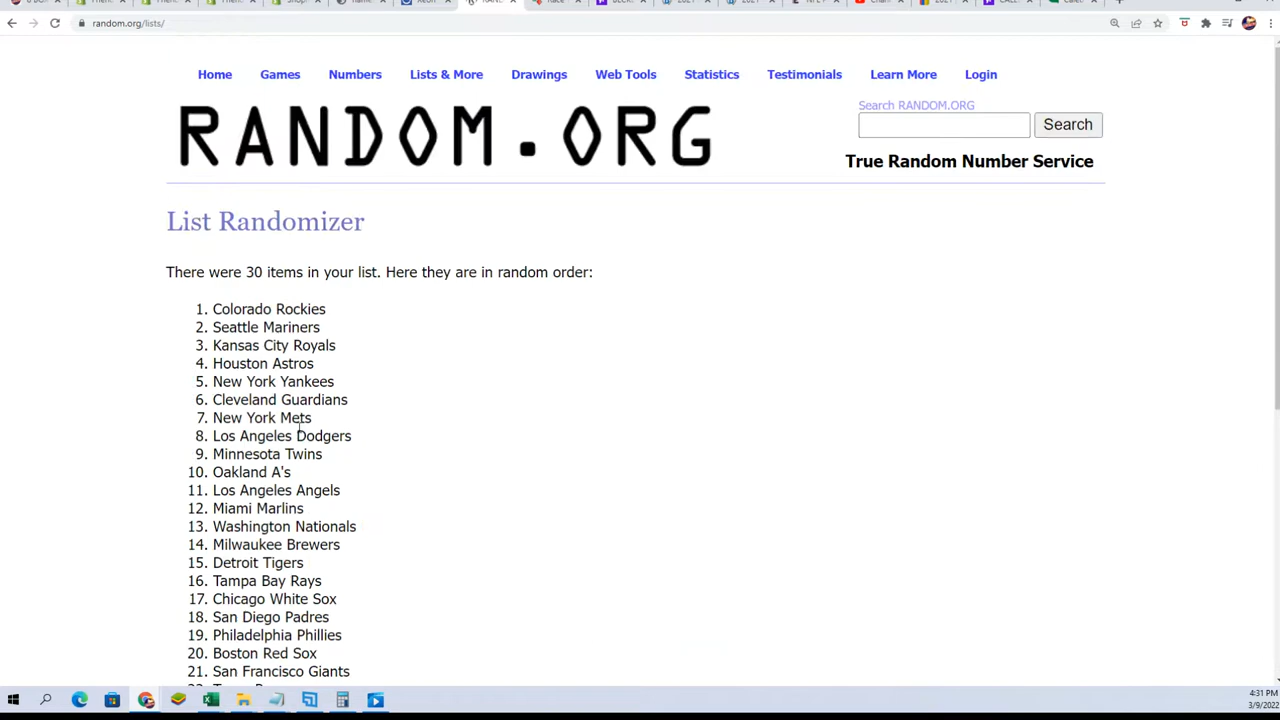 random.org/lists/
Home Games Numbers Lists & More Drawings Web Tools Statistics Testimonials Learn More Login
RANDOM.ORG
Search RANDOM.ORG
Search
True Random Number Service
List Randomizer
There were 30 items in your list. Here they are in random order:
1. Colorado Rockies
2. Seattle Mariners
3. Kansas City Royals
4. Houston Astros
5. New York Yankees
6. Cleveland Guardians
7. New York Mets
8. Los Angeles Dodgers
9. Minnesota Twins
10. Oakland A's
11. Los Angeles Angels
12. Miami Marlins
13. Washington Nationals
14. Milwaukee Brewers
15. Detroit Tigers
16. Tampa Bay Rays
17. Chicago White Sox
18. San Diego Padres
19. Philadelphia Phillies
20. Boston Red Sox
21. San Francisco Giants
4:31 PM
3/9/2022